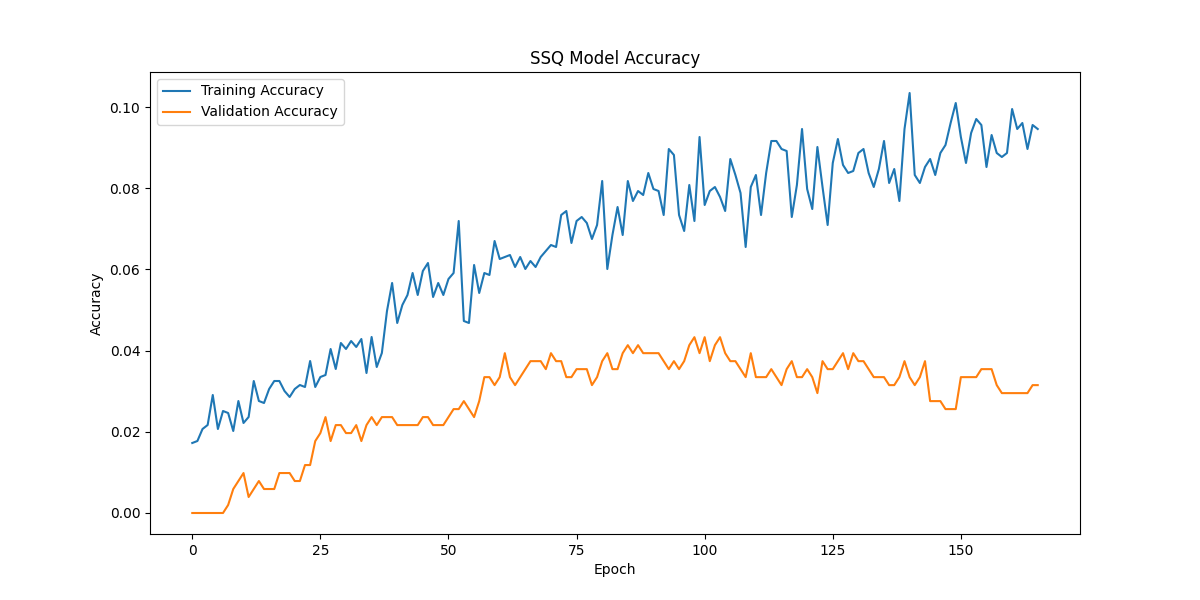 SSQ Model Accuracy
Training Accuracy
Validation Accuracy
0.10
0.08
0.06
0.04
0.02
0.00
Accuracy
0 25 50 75 100 125 150
Epoch